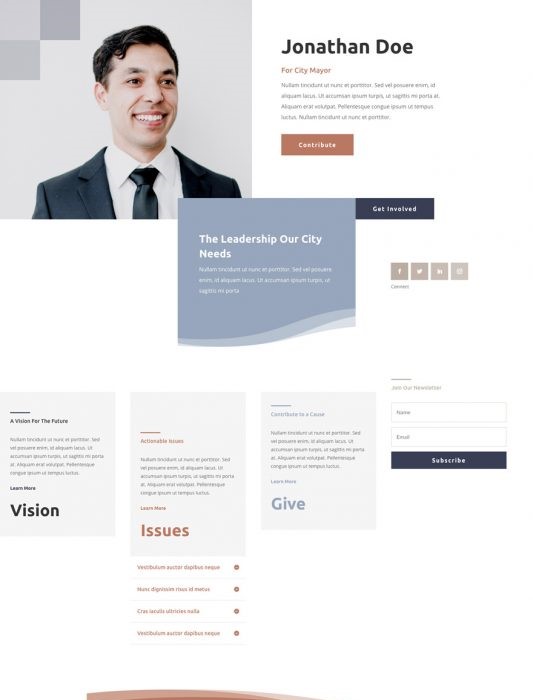 Jonathan Doe
For City Mayor
Nullam tincidunt ut nunc et porttitor. Sed vel posuere enim, id
aliquam lacus. Ut accumsan ipsum turpis, ut sagittis mi porta at.
Aliquam erat volutpat. Pellentesque congue ipsum ut tempus
luctus. Nullam tincidunt ut nunc et porttitor.
Contribute
Get Involved
The Leadership Our City
Needs
Nullam tincidunt ut nunc et porttitor. Sed vel posuere
enim, id aliquam lacus. Ut accumsan ipsum turpis, ut
sagittis mi porta
Connect
Join Our Newsletter
Name
Email
Subscribe
A Vision For The Future
Nullam tincidunt ut nunc et porttitor. Sed
vel posuere enim, id aliquam lacus. Ut
accumsan ipsum turpis, ut sagittis mi porta
at. Aliquam erat volutpat. Pellentesque
congue ipsum ut tempus luctus.
Learn More
Vision
Actionable Issues
Nullam tincidunt ut nunc et porttitor. Sed
vel posuere enim, id aliquam lacus. Ut
accumsan ipsum turpis, ut sagittis mi porta
at. Aliquam erat volutpat. Pellentesque
congue ipsum ut tempus luctus.
Learn More
Issues
Vestibulum auctor dapibus neque
Nunc dignissim risus id metus
Cras iaculis ultricies nulla
Vestibulum auctor dapibus neque
Contribute to a Cause
Nullam tincidunt ut nunc et porttitor. Sed
vel posuere enim, id aliquam lacus. Ut
accumsan ipsum turpis, ut sagittis mi porta
at. Aliquam erat volutpat. Pellentesque
congue ipsum ut tempus luctus.
Learn More
Give